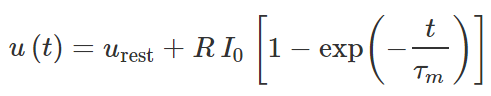 u (t) = u_rest + R I_0 [1 − exp(−t/τ_m)]